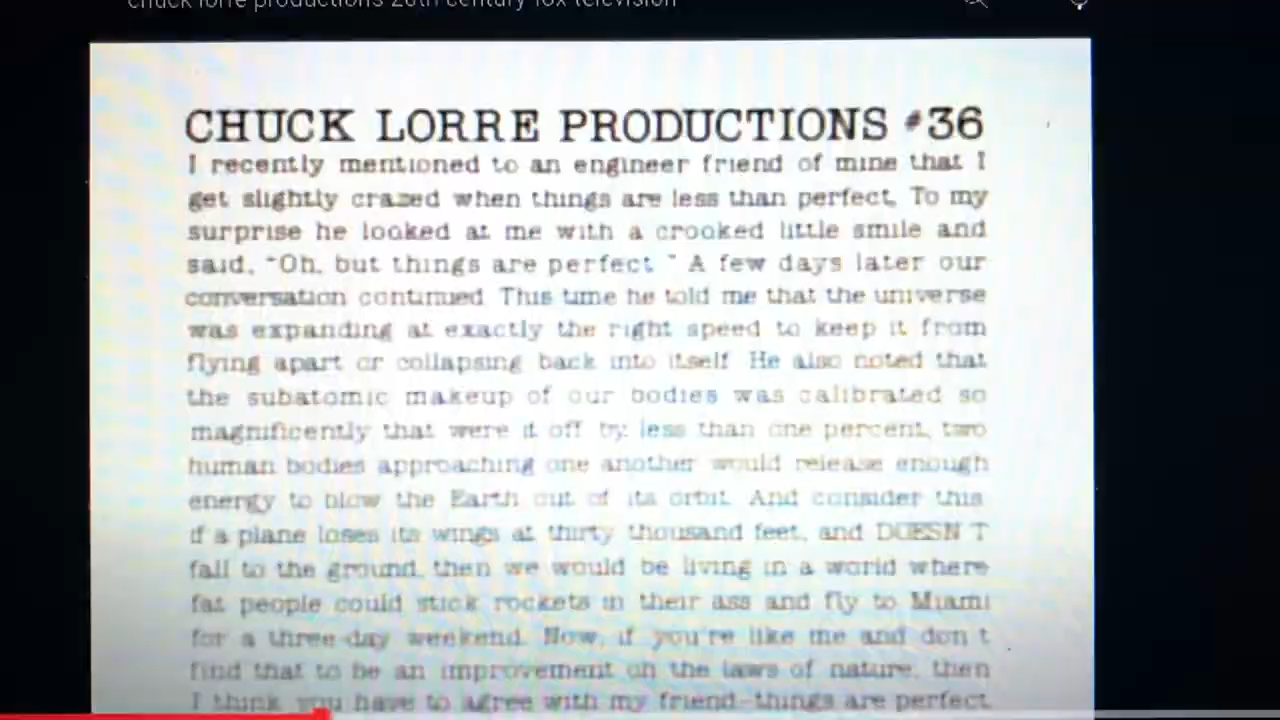 chuck lorre productions 20th century fox television
CHUCK LORRE PRODUCTIONS #36
I recently mentioned to an engineer friend of mine that I
get slightly crazed when things are less than perfect. To my
surprise he looked at me with a crooked little smile and
said, "Oh, but things are perfect." A few days later our
conversation continued. This time he told me that the universe
was expanding at exactly the right speed to keep it from
flying apart or collapsing back into itself. He also noted that
the subatomic makeup of our bodies was calibrated so
magnificently that were it off by less than one percent, two
human bodies approaching one another would release enough
energy to blow the Earth out of its orbit. And consider this
if a plane loses its wings at thirty thousand feet, and DOESN'T
fall to the ground, then we would be living in a world where
fat people could stick rockets in their ass and fly to Miami
for a three-day weekend. Now, if you're like me and don't
find that to be an improvement on the laws of nature, then
I think you have to agree with my friend-things are perfect.